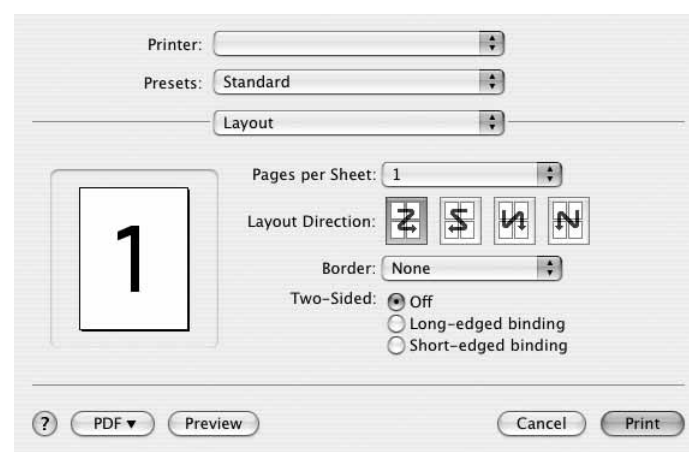 Printer:
Presets: Standard
Layout
Pages per Sheet: 1
Layout Direction:
Border: None
Two-Sided: Off
Long-edged binding
Short-edged binding
1
? PDF▼ Preview Cancel Print